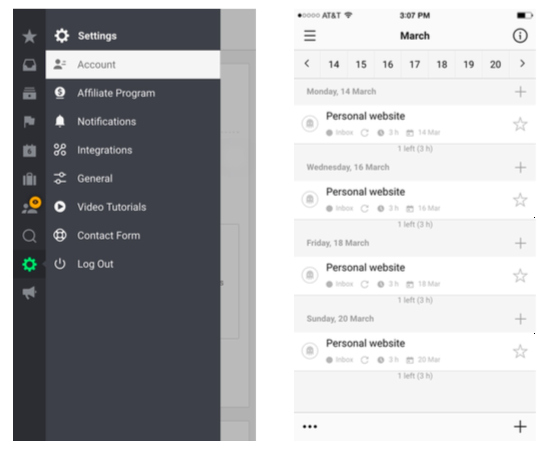 Settings
Account
Affiliate Program
Notifications
Integrations
General
Video Tutorials
Contact Form
Log Out
AT&T 3:07 PM
March
14 15 16 17 18 19 20
Monday, 14 March
Personal website
Inbox 3 h 14 Mar
1 left (3 h)
Wednesday, 16 March
Personal website
Inbox 3 h 16 Mar
1 left (3 h)
Friday, 18 March
Personal website
Inbox 3 h 18 Mar
1 left (3 h)
Sunday, 20 March
Personal website
Inbox 3 h 20 Mar
1 left (3 h)